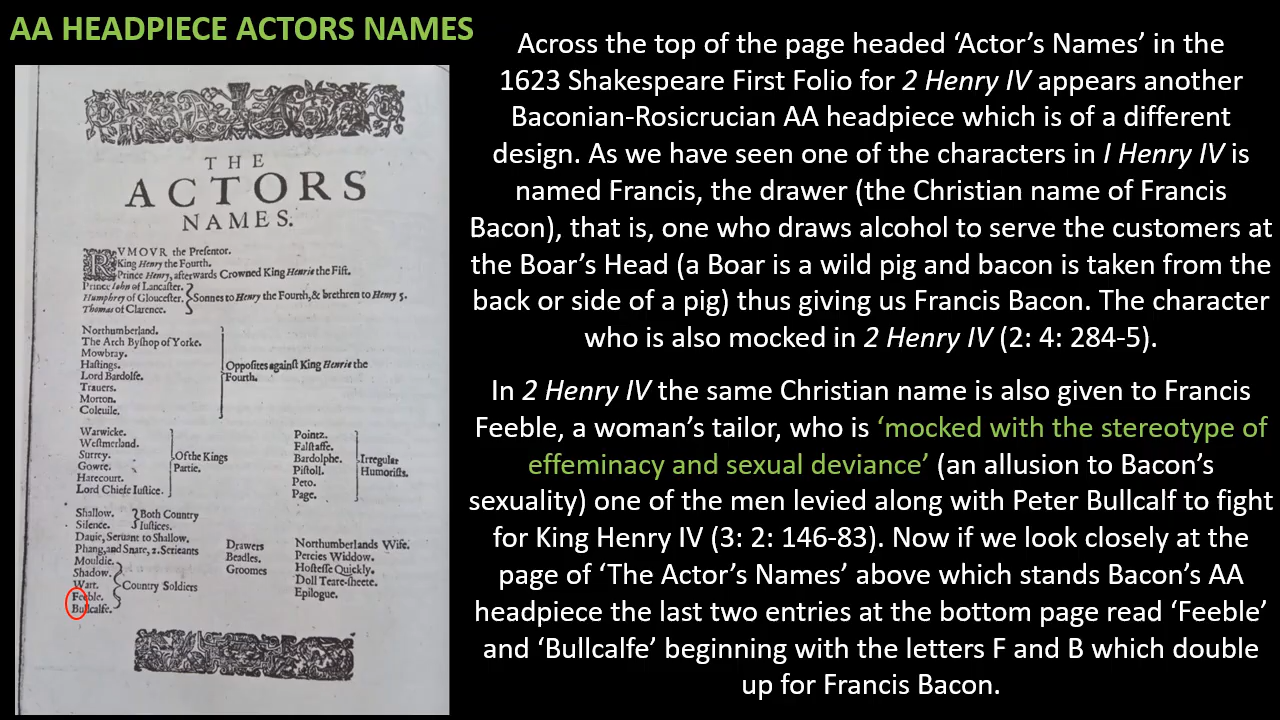 AA HEADPIECE ACTORS NAMES
THE
ACTORS
NAMES.
RVMOVR the Presentor.
King Henry the Fourth.
Prince Henry, afterwards Crowned King Henrie the Fift.
Prince Iohn of Lancaster.
Humphrey of Gloucester. Sonnes to Henry the Fourth, & brethren to Henry 5.
Thomas of Clarence.
Northumberland.
The Arch Byshop of Yorke.
Mowbray.
Hastings.
Lord Bardolfe.
Trauers.
Morton.
Coleuile.
Opposites against King Henrie the
Fourth.
Warwicke.
Westmerland.
Surrey.
Gowre.
Harecourt.
Lord Chiefe Iustice.
Of the Kings
Partie.
Pointz.
Falstaffe.
Bardolphe.
Pistoll.
Peto.
Page.
Irregular
Humorists.
Shallow.
Silence.
Both Country
Iustices.
Dauie, Seruant to Shallow.
Phang, and Snare, 2. Serieants
Mouldie.
Shadow.
Wart.
Feeble.
Bullcalfe.
Country Soldiers
Drawers
Beadles.
Groomes
Northumberlands Wife.
Percies Widdow.
Hostesse Quickly.
Doll Teare-sheete.
Epilogue.
Across the top of the page headed ‘Actor’s Names’ in the
1623 Shakespeare First Folio for 2 Henry IV appears another
Baconian-Rosicrucian AA headpiece which is of a different
design. As we have seen one of the characters in I Henry IV is
named Francis, the drawer (the Christian name of Francis
Bacon), that is, one who draws alcohol to serve the customers at
the Boar’s Head (a Boar is a wild pig and bacon is taken from the
back or side of a pig) thus giving us Francis Bacon. The character
who is also mocked in 2 Henry IV (2: 4: 284-5).
In 2 Henry IV the same Christian name is also given to Francis
Feeble, a woman’s tailor, who is ‘mocked with the stereotype of
effeminacy and sexual deviance’ (an allusion to Bacon’s
sexuality) one of the men levied along with Peter Bullcalf to fight
for King Henry IV (3: 2: 146-83). Now if we look closely at the
page of ‘The Actor’s Names’ above which stands Bacon’s AA
headpiece the last two entries at the bottom page read ‘Feeble’
and ‘Bullcalfe’ beginning with the letters F and B which double
up for Francis Bacon.